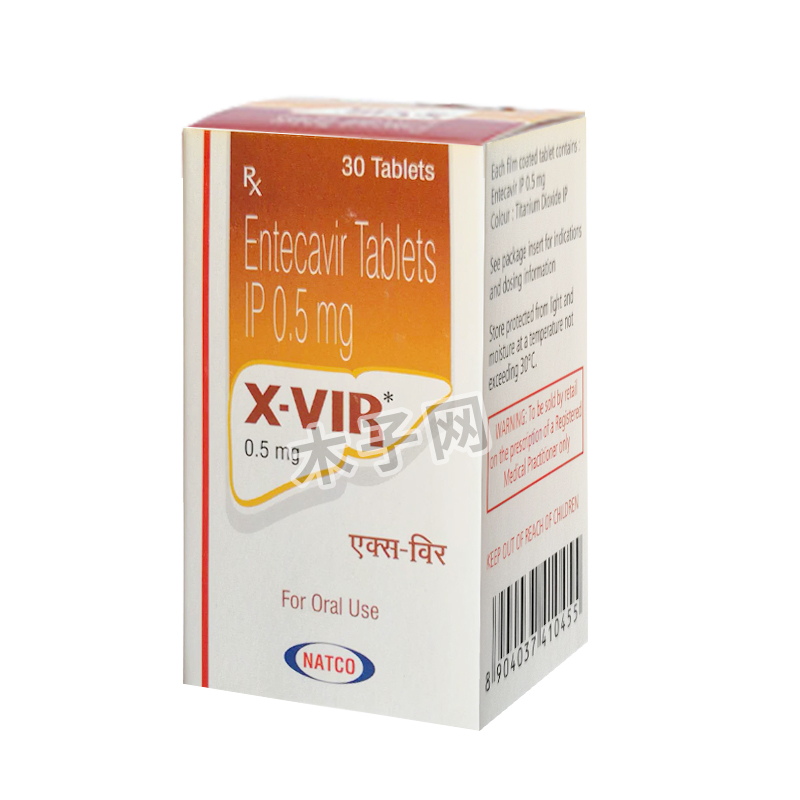 30 Tablets
Rx
Entecavir Tablets
IP 0.5 mg
X-VIR*
0.5 mg
木子网
एक्स-विर
For Oral Use
NATCO
Each film coated tablet contains :
Entecavir IP 0.5 mg
Colour : Titanium Dioxide IP
See package insert for indications
and dosing information
Store protected from light and
moisture at a temperature not
exceeding 30°C.
WARNING: To be sold by retail
on the prescription of a Registered
Medical Practitioner only
KEEP OUT OF REACH OF CHILDREN
8 904037 410455